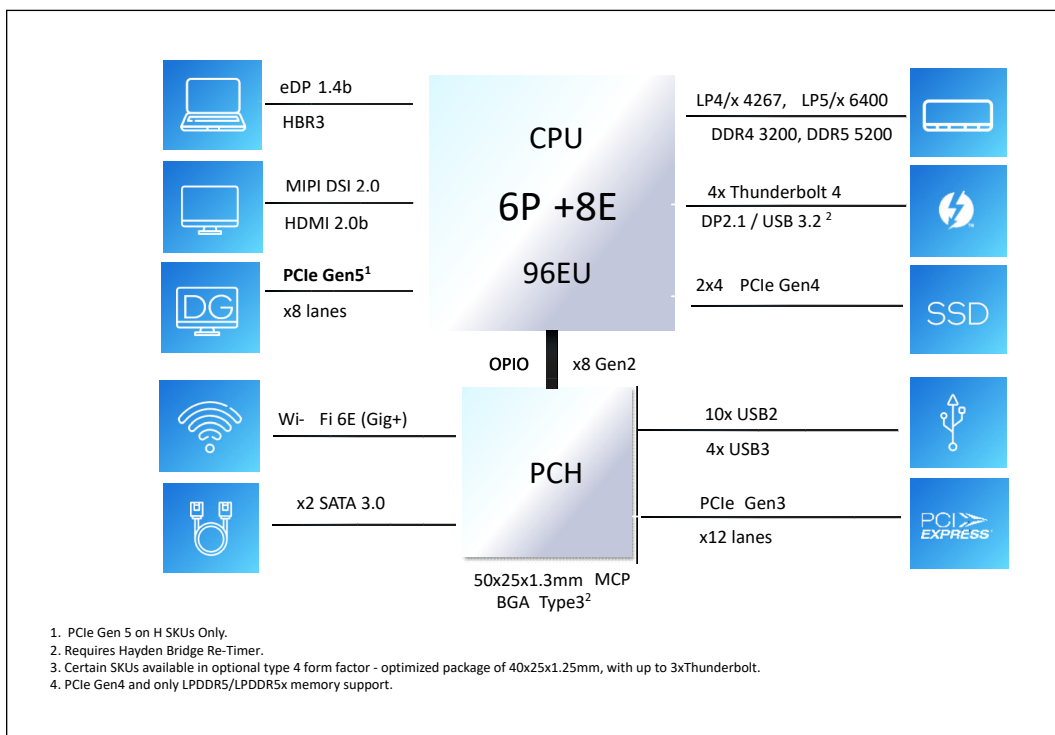 eDP 1.4b
HBR3
MIPI DSI 2.0
HDMI 2.0b
PCIe Gen5¹
x8 lanes
DG
CPU
6P +8E
96EU
LP4/x 4267, LP5/x 6400
DDR4 3200, DDR5 5200
4x Thunderbolt 4
DP2.1 / USB 3.2 ²
TM
2x4 PCIe Gen4
SSD
OPIO x8 Gen2
Wi- Fi 6E (Gig+)
x2 SATA 3.0
PCH
10x USB2
4x USB3
PCIe Gen3
x12 lanes
PCI
EXPRESS®
50x25x1.3mm MCP
BGA Type3²
1. PCIe Gen 5 on H SKUs Only.
2. Requires Hayden Bridge Re-Timer.
3. Certain SKUs available in optional type 4 form factor - optimized package of 40x25x1.25mm, with up to 3xThunderbolt.
4. PCIe Gen4 and only LPDDR5/LPDDR5x memory support.